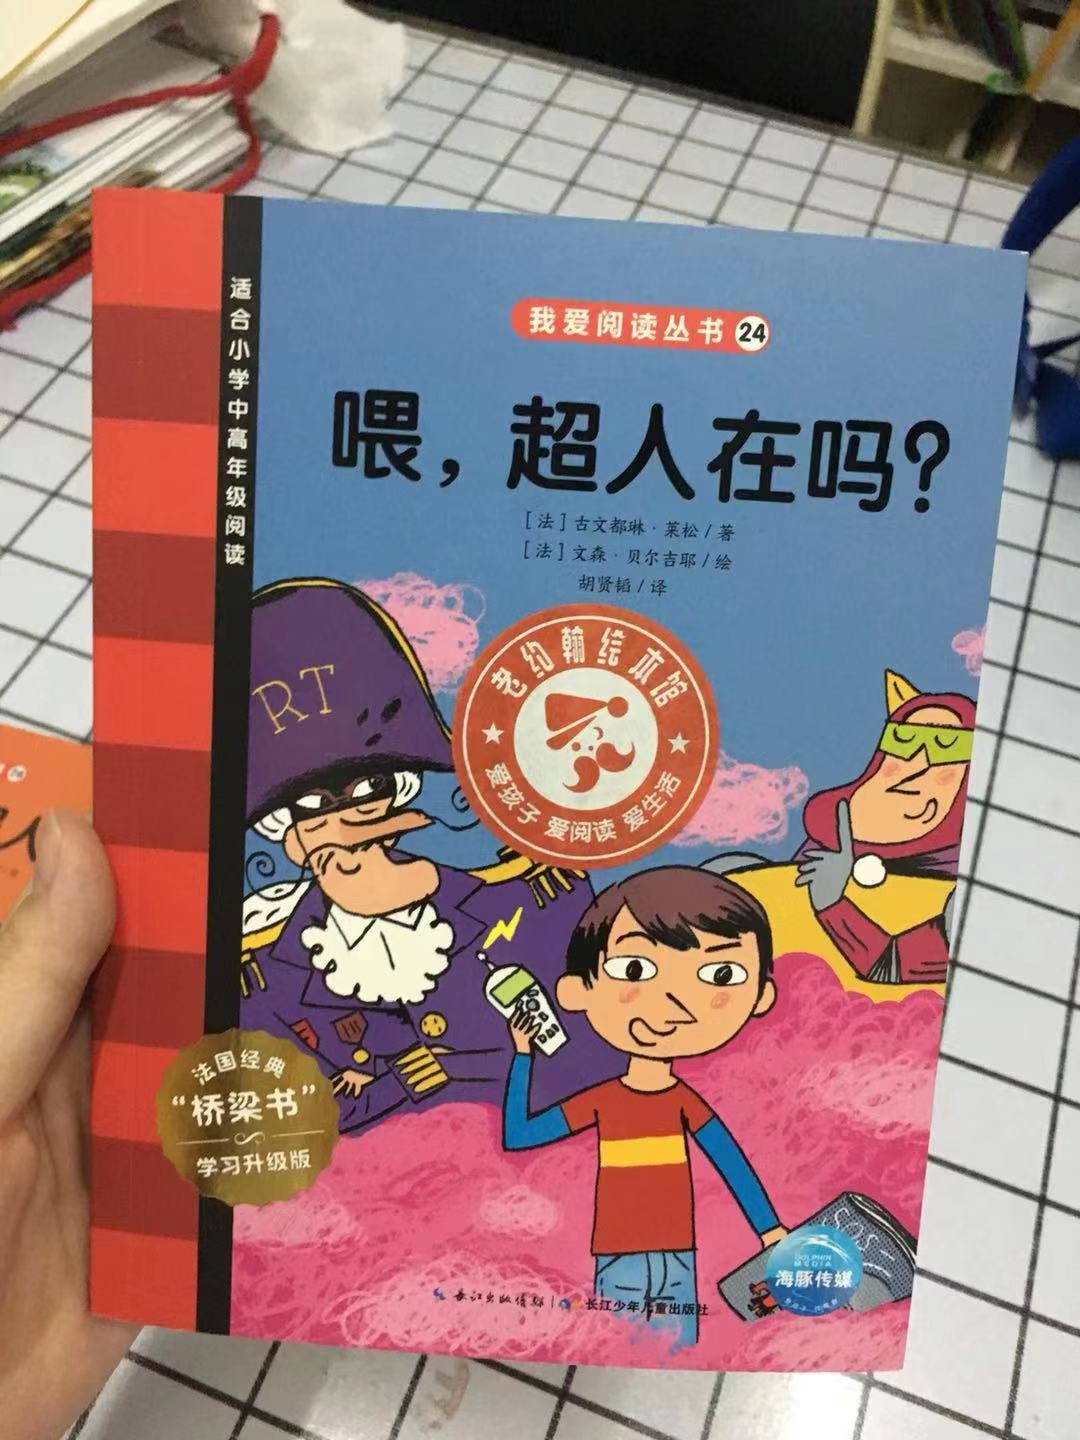 适合小学中高年级阅读
我爱阅读丛书 24
喂，超人在吗？
［法］古文都琳·莱松/著
［法］文森·贝尔吉耶/绘
胡贤韬/译
RT
老约翰绘本馆
爱孩子 爱阅读 爱生活
法国经典
“桥梁书”
学习升级版
SOS
DOLPHIN
MEDIA
海豚传媒
长江出版传媒 长江少年儿童出版社